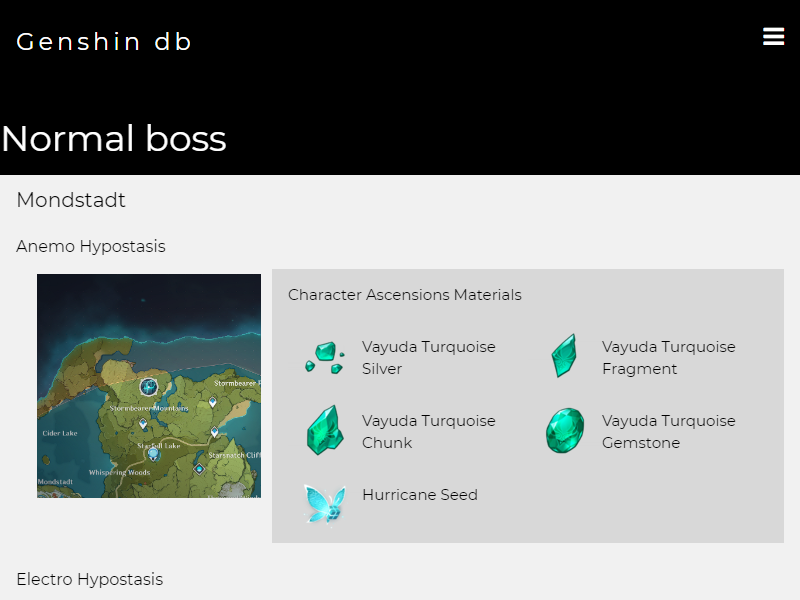 Genshin db
Normal boss
Mondstadt
Anemo Hypostasis
Character Ascensions Materials
Vayuda Turquoise
Silver
Vayuda Turquoise
Fragment
Vayuda Turquoise
Chunk
Vayuda Turquoise
Gemstone
Hurricane Seed
Stormbearer
Stormbearer Mountains
Cider Lake
Starfell Lake
Starsnatch Cliff
Whispering Woods
Mondstadt
Electro Hypostasis